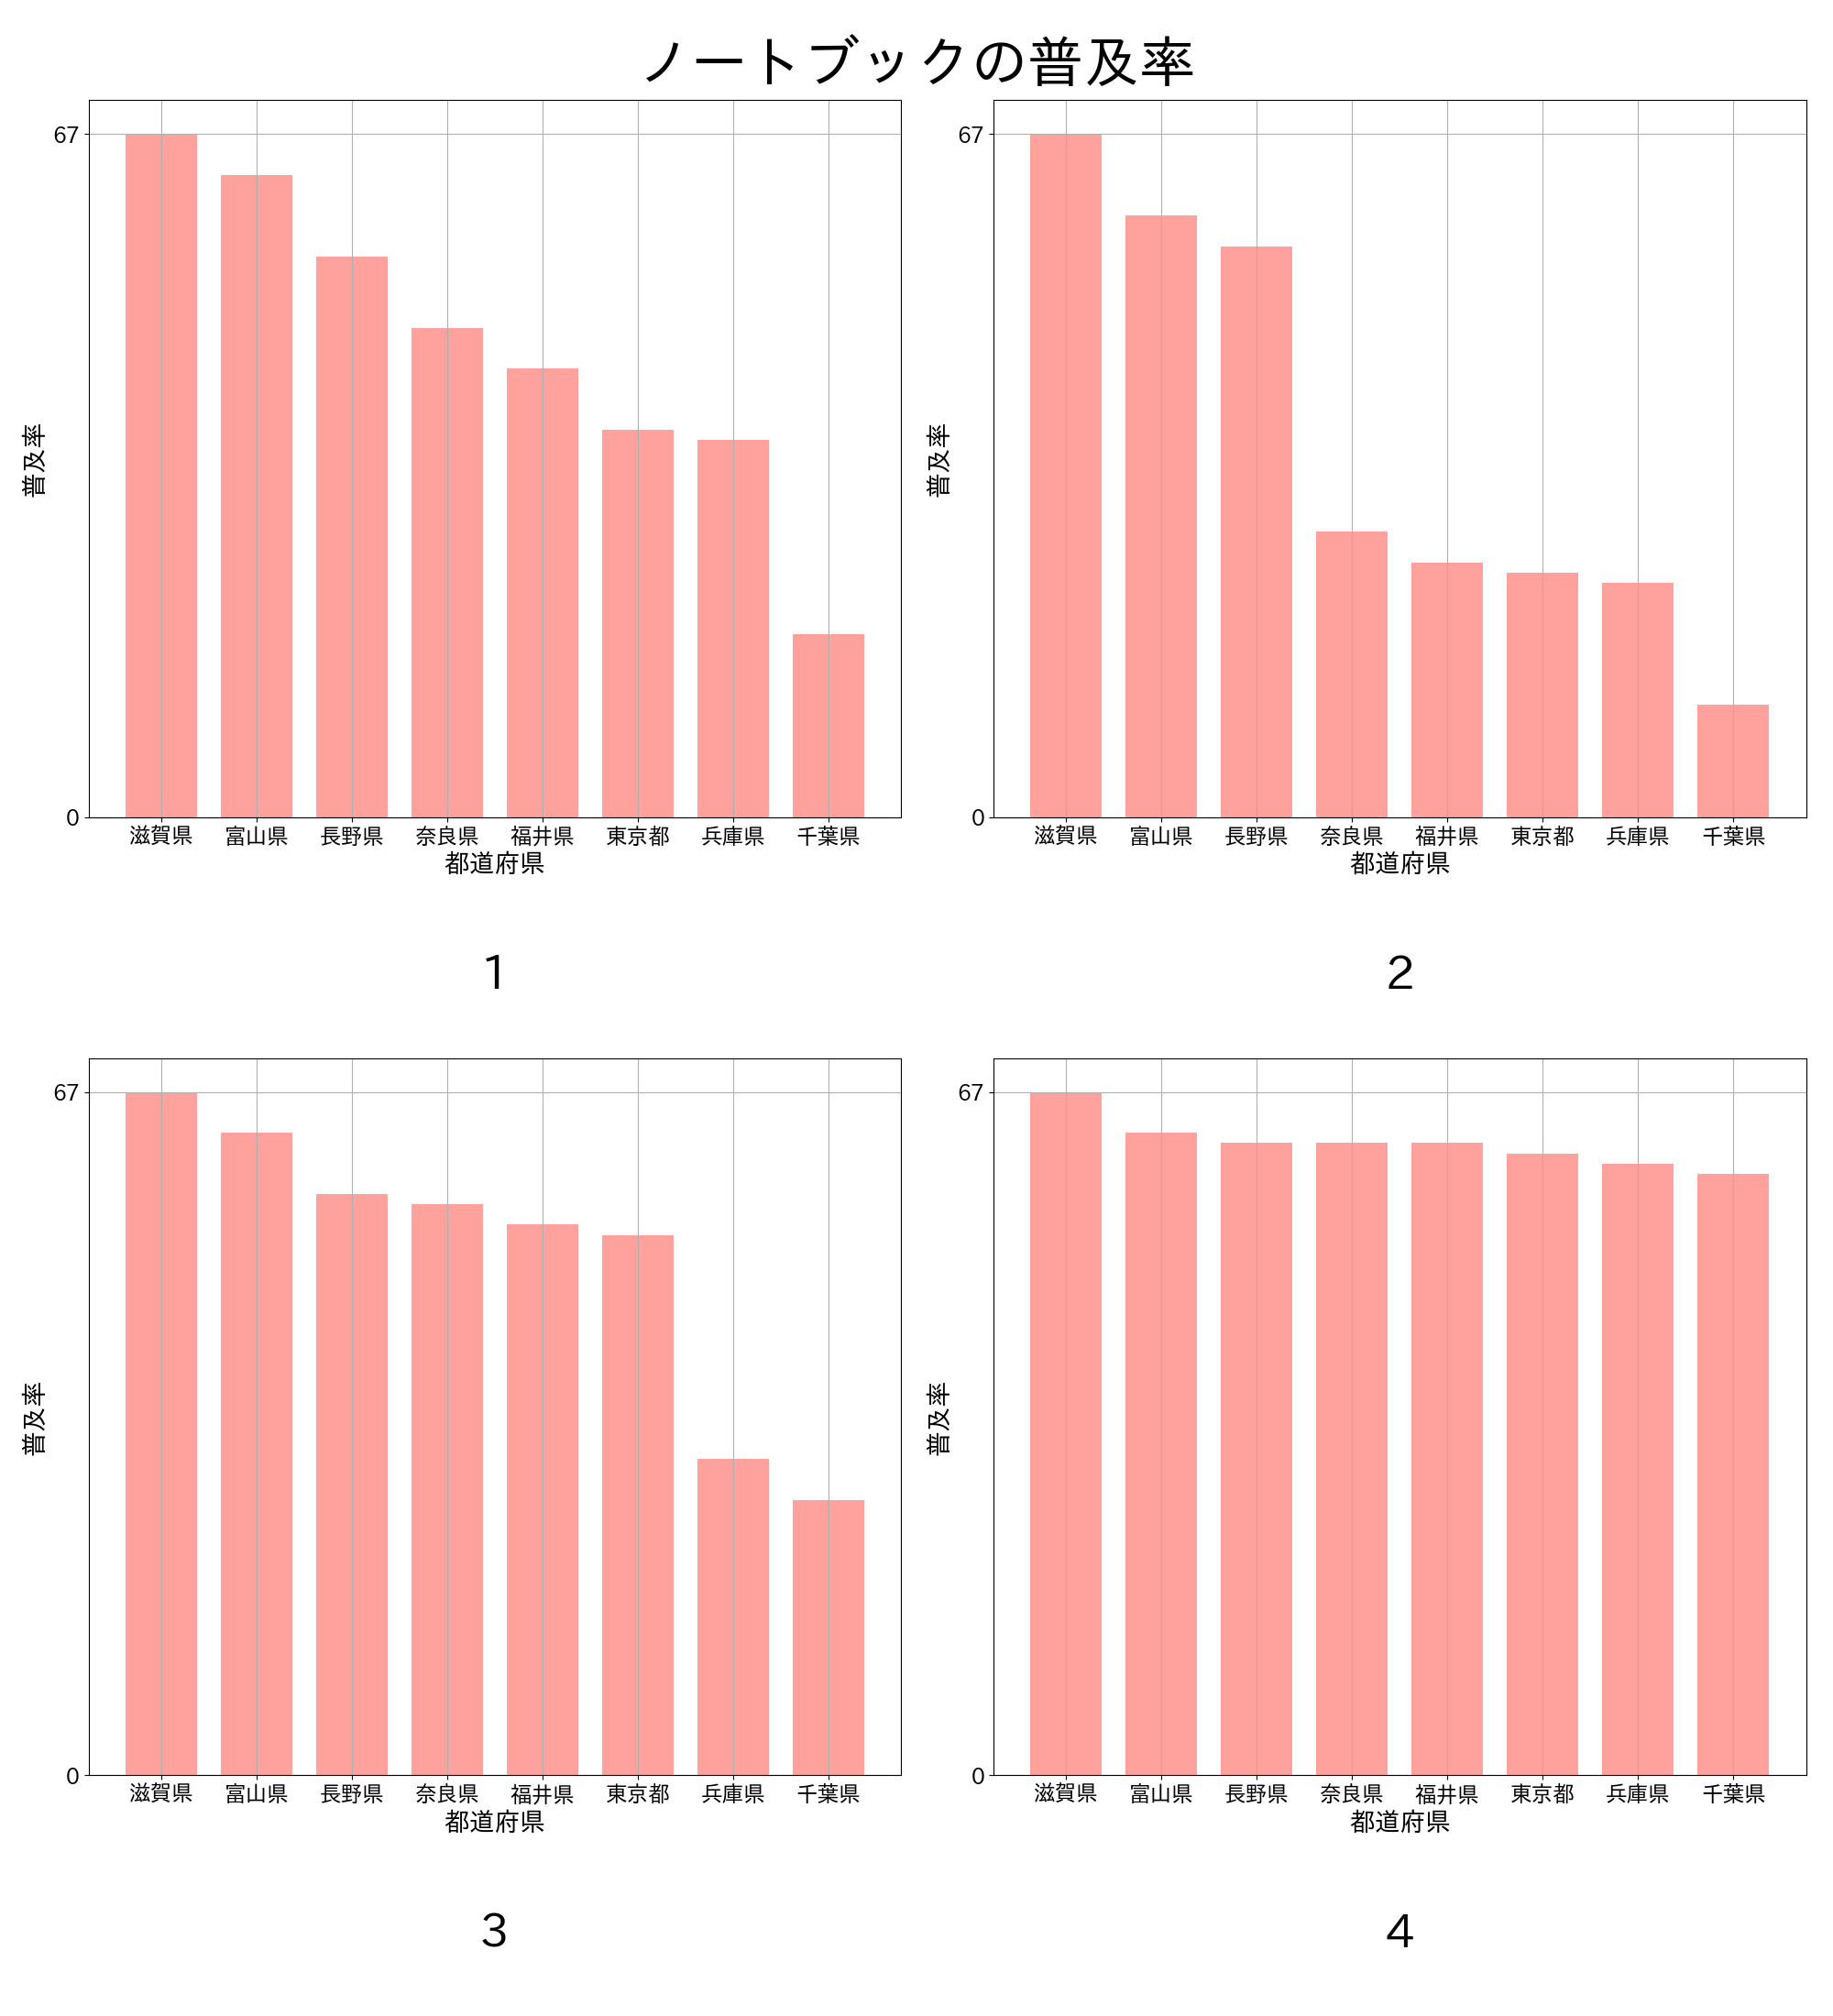 ノートブックの普及率
67
0
普及率
滋賀県 富山県 長野県 奈良県 福井県 東京都 兵庫県 千葉県
都道府県
1
67
0
普及率
滋賀県 富山県 長野県 奈良県 福井県 東京都 兵庫県 千葉県
都道府県
2
67
0
普及率
滋賀県 富山県 長野県 奈良県 福井県 東京都 兵庫県 千葉県
都道府県
3
67
0
普及率
滋賀県 富山県 長野県 奈良県 福井県 東京都 兵庫県 千葉県
都道府県
4